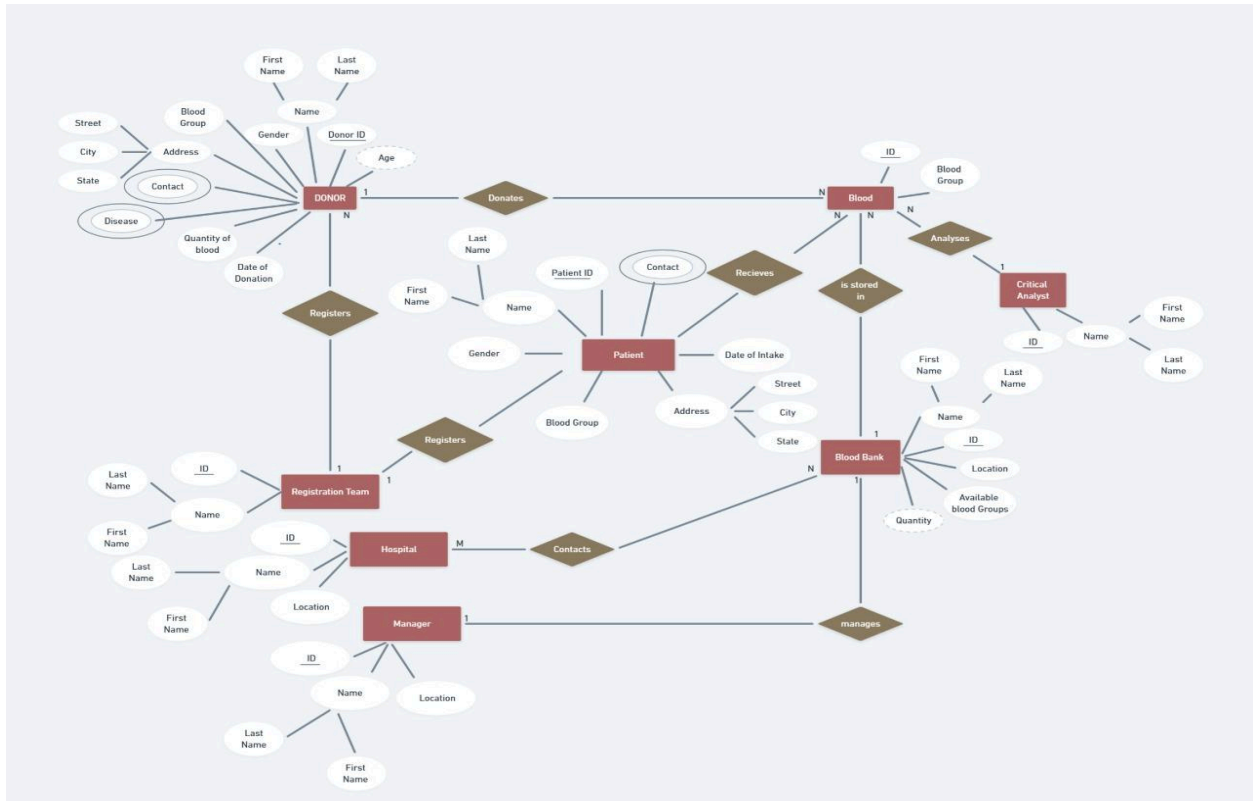 First
Name
Last
Name
Name
Blood
Group
Street
Gender
Donor ID
City
Address
Age
State
Contact
DONOR
1
N
Disease
Quantity of
blood
Date of
Donation
Donates
N
Blood
ID
Blood
Group
N
N
N
Analyses
1
Critical
Analyst
ID
Name
First
Name
Last
Name
Last
Name
First
Name
Name
Patient ID
Contact
Recieves
is stored
in
Registers
Gender
Patient
Date of Intake
Blood Group
Address
Street
City
State
First
Name
Last
Name
Name
1
Blood Bank
N
1
ID
Location
Available
blood Groups
Quantity
Registers
1
1
Registration Team
ID
Last
Name
Name
First
Name
Hospital
M
Contacts
ID
Last
Name
Name
First
Name
Location
Manager
1
manages
ID
Name
Location
Last
Name
First
Name